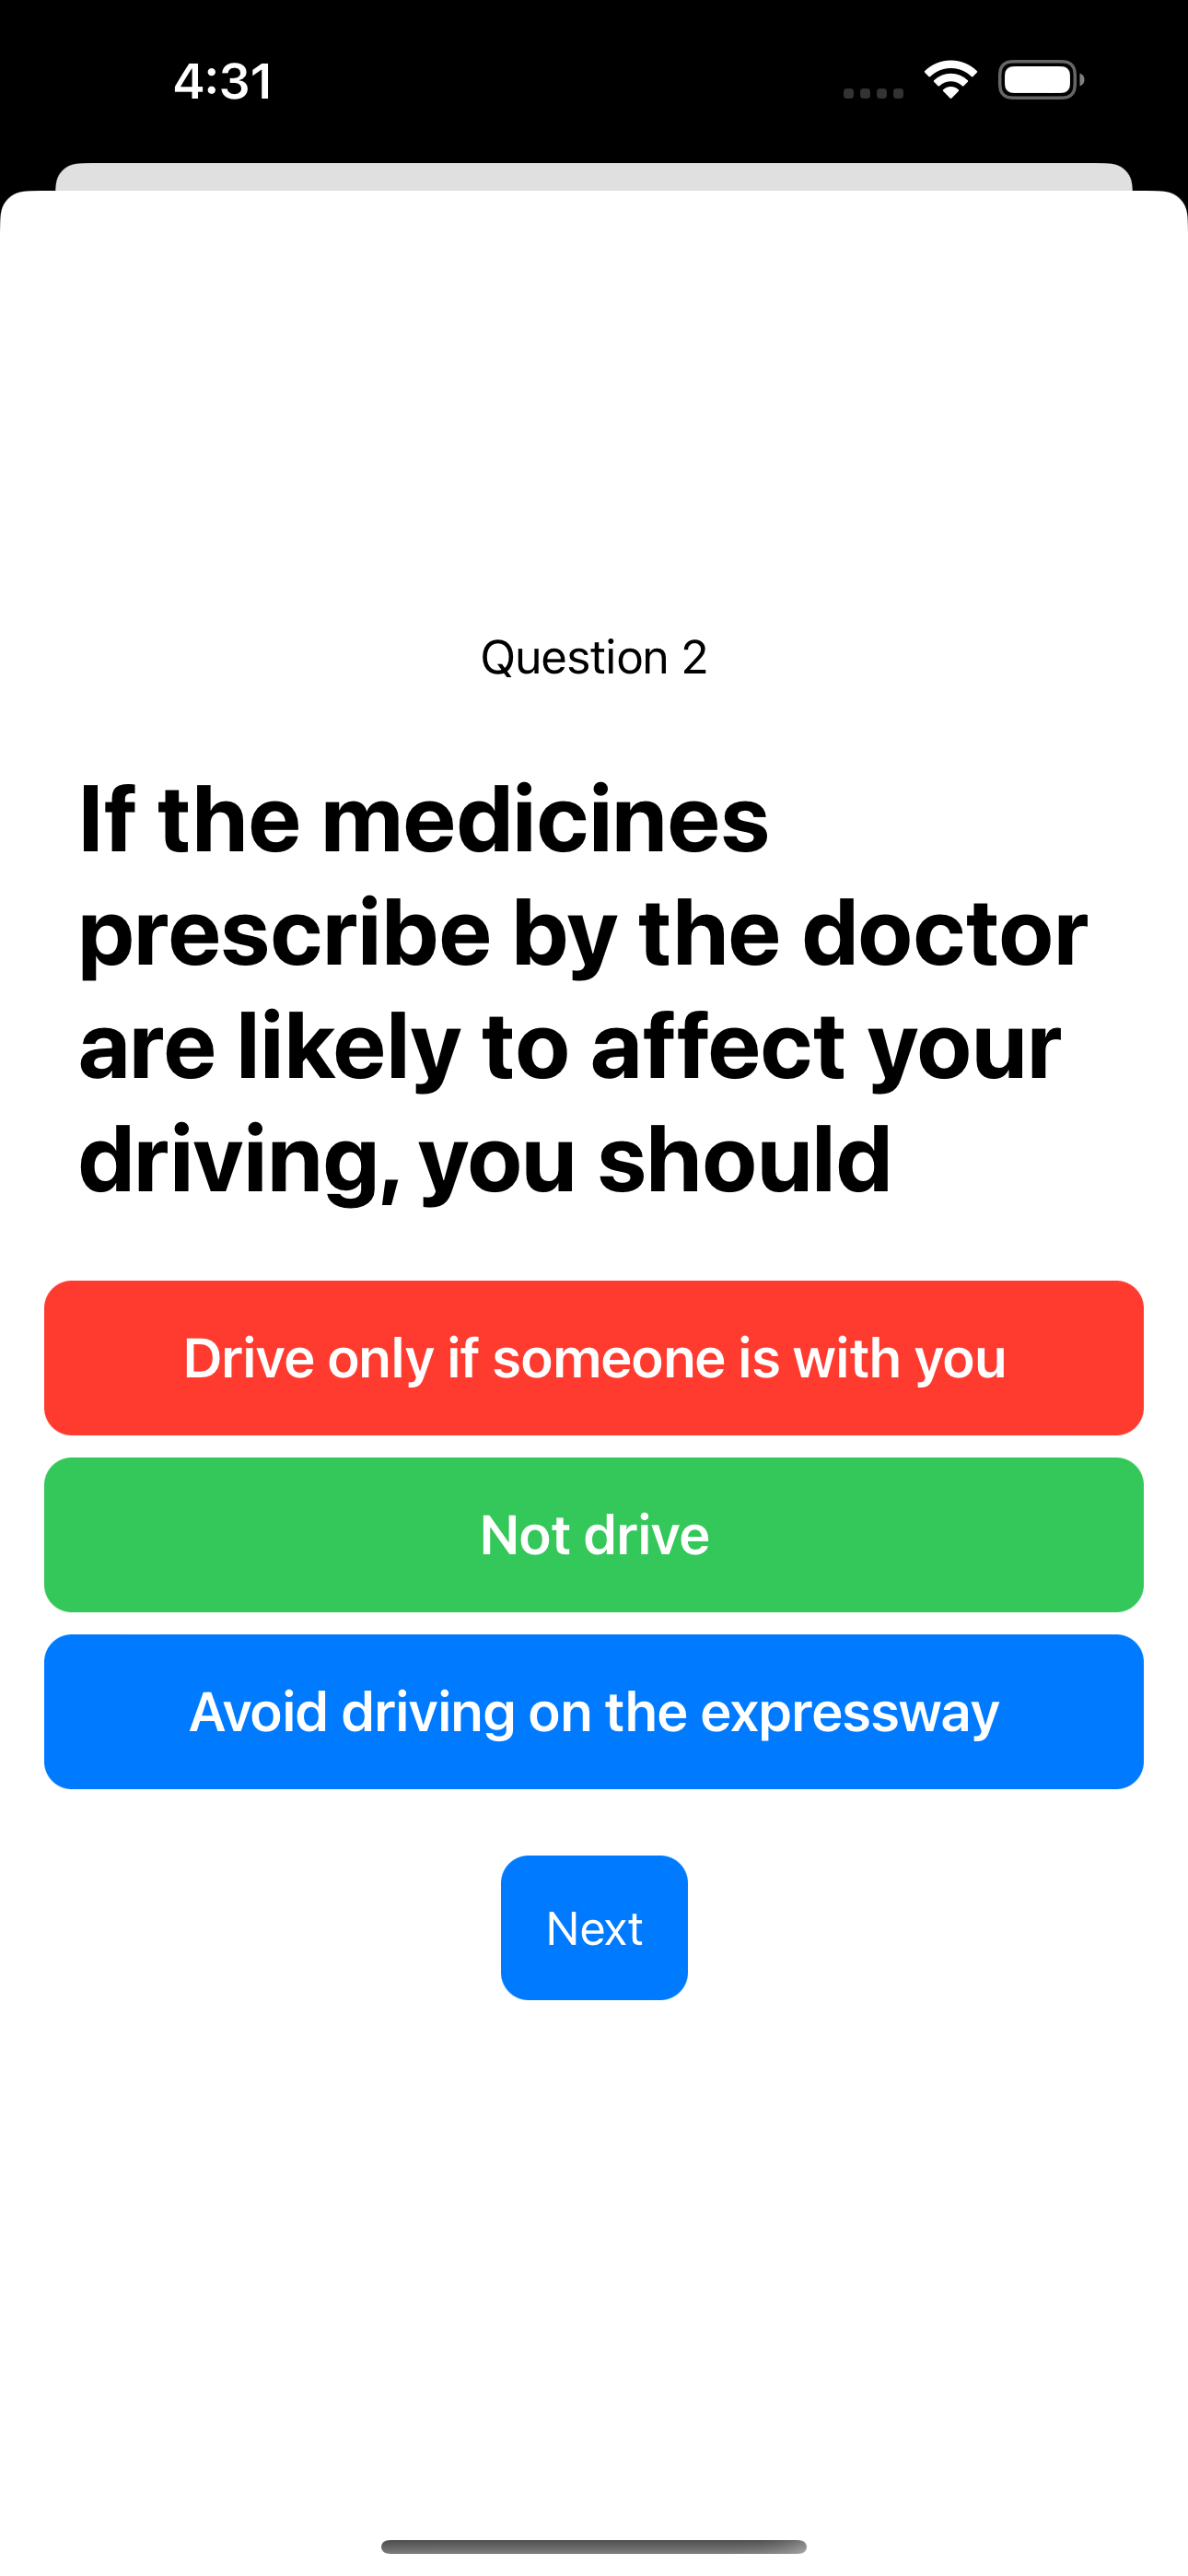 4:31
Question 2
If the medicines
prescribe by the doctor
are likely to affect your
driving, you should
Drive only if someone is with you
Not drive
Avoid driving on the expressway
Next